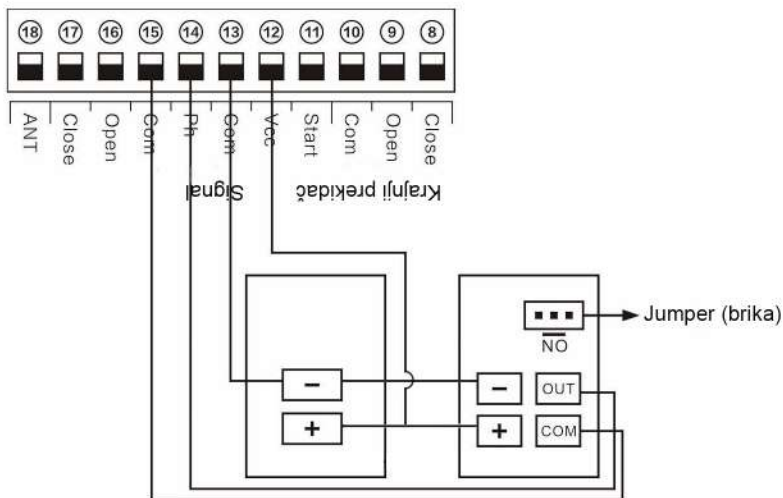 18 17 16 15 14 13 12 11 10 9 8
ANT Close Open Com Ph Com Vcc Start Com Open Close
Signal Krajnji prekidač
Jumper (brika)
NO
− − OUT
+ + COM